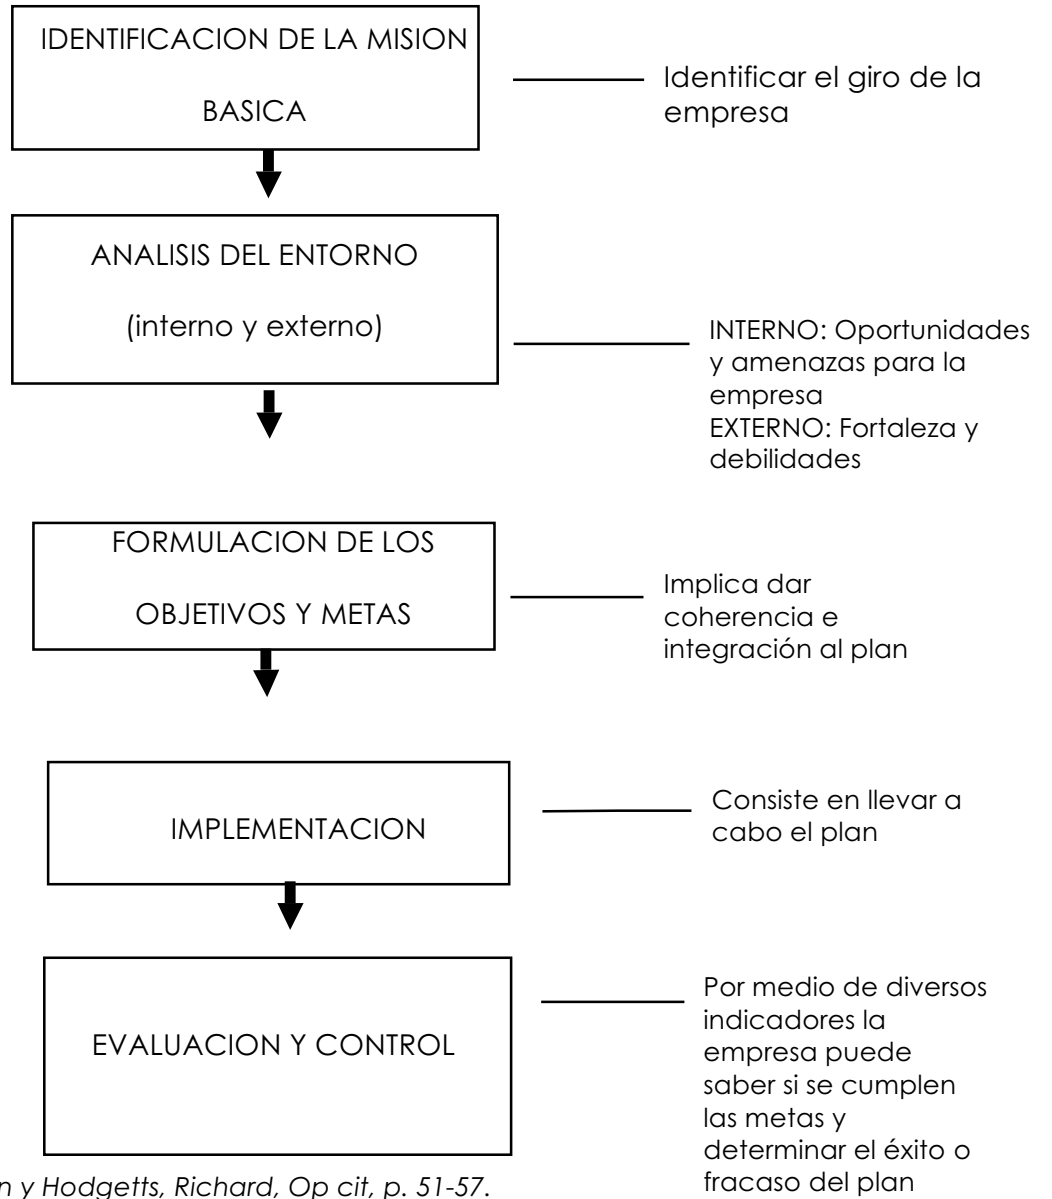 IDENTIFICACION DE LA MISION
BASICA
Identificar el giro de la
empresa
ANALISIS DEL ENTORNO
(interno y externo)
INTERNO: Oportunidades
y amenazas para la
empresa
EXTERNO: Fortaleza y
debilidades
FORMULACION DE LOS
OBJETIVOS Y METAS
Implica dar
coherencia e
integración al plan
IMPLEMENTACION
Consiste en llevar a
cabo el plan
EVALUACION Y CONTROL
Por medio de diversos
indicadores la
empresa puede
saber si se cumplen
las metas y
determinar el éxito o
fracaso del plan
n y Hodgetts, Richard, Op cit, p. 51-57.